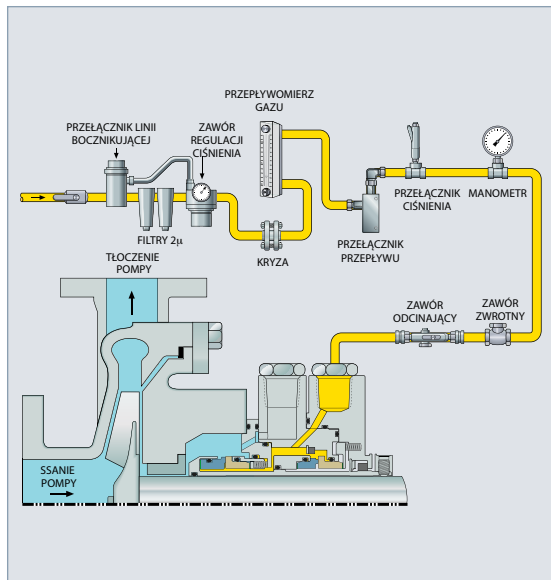 PRZEPŁYWOMIERZ
GAZU
PRZEŁĄCZNIK LINII
BOCZNIKUJĄCEJ
ZAWÓR
REGULACJI
CIŚNIENIA
FILTRY 2µ
KRYZA
PRZEŁĄCZNIK
PRZEPŁYWU
PRZEŁĄCZNIK
CIŚNIENIA
MANOMETR
TŁOCZENIE
POMPY
ZAWÓR
ODCINAJĄCY
ZAWÓR
ZWROTNY
SSANIE
POMPY